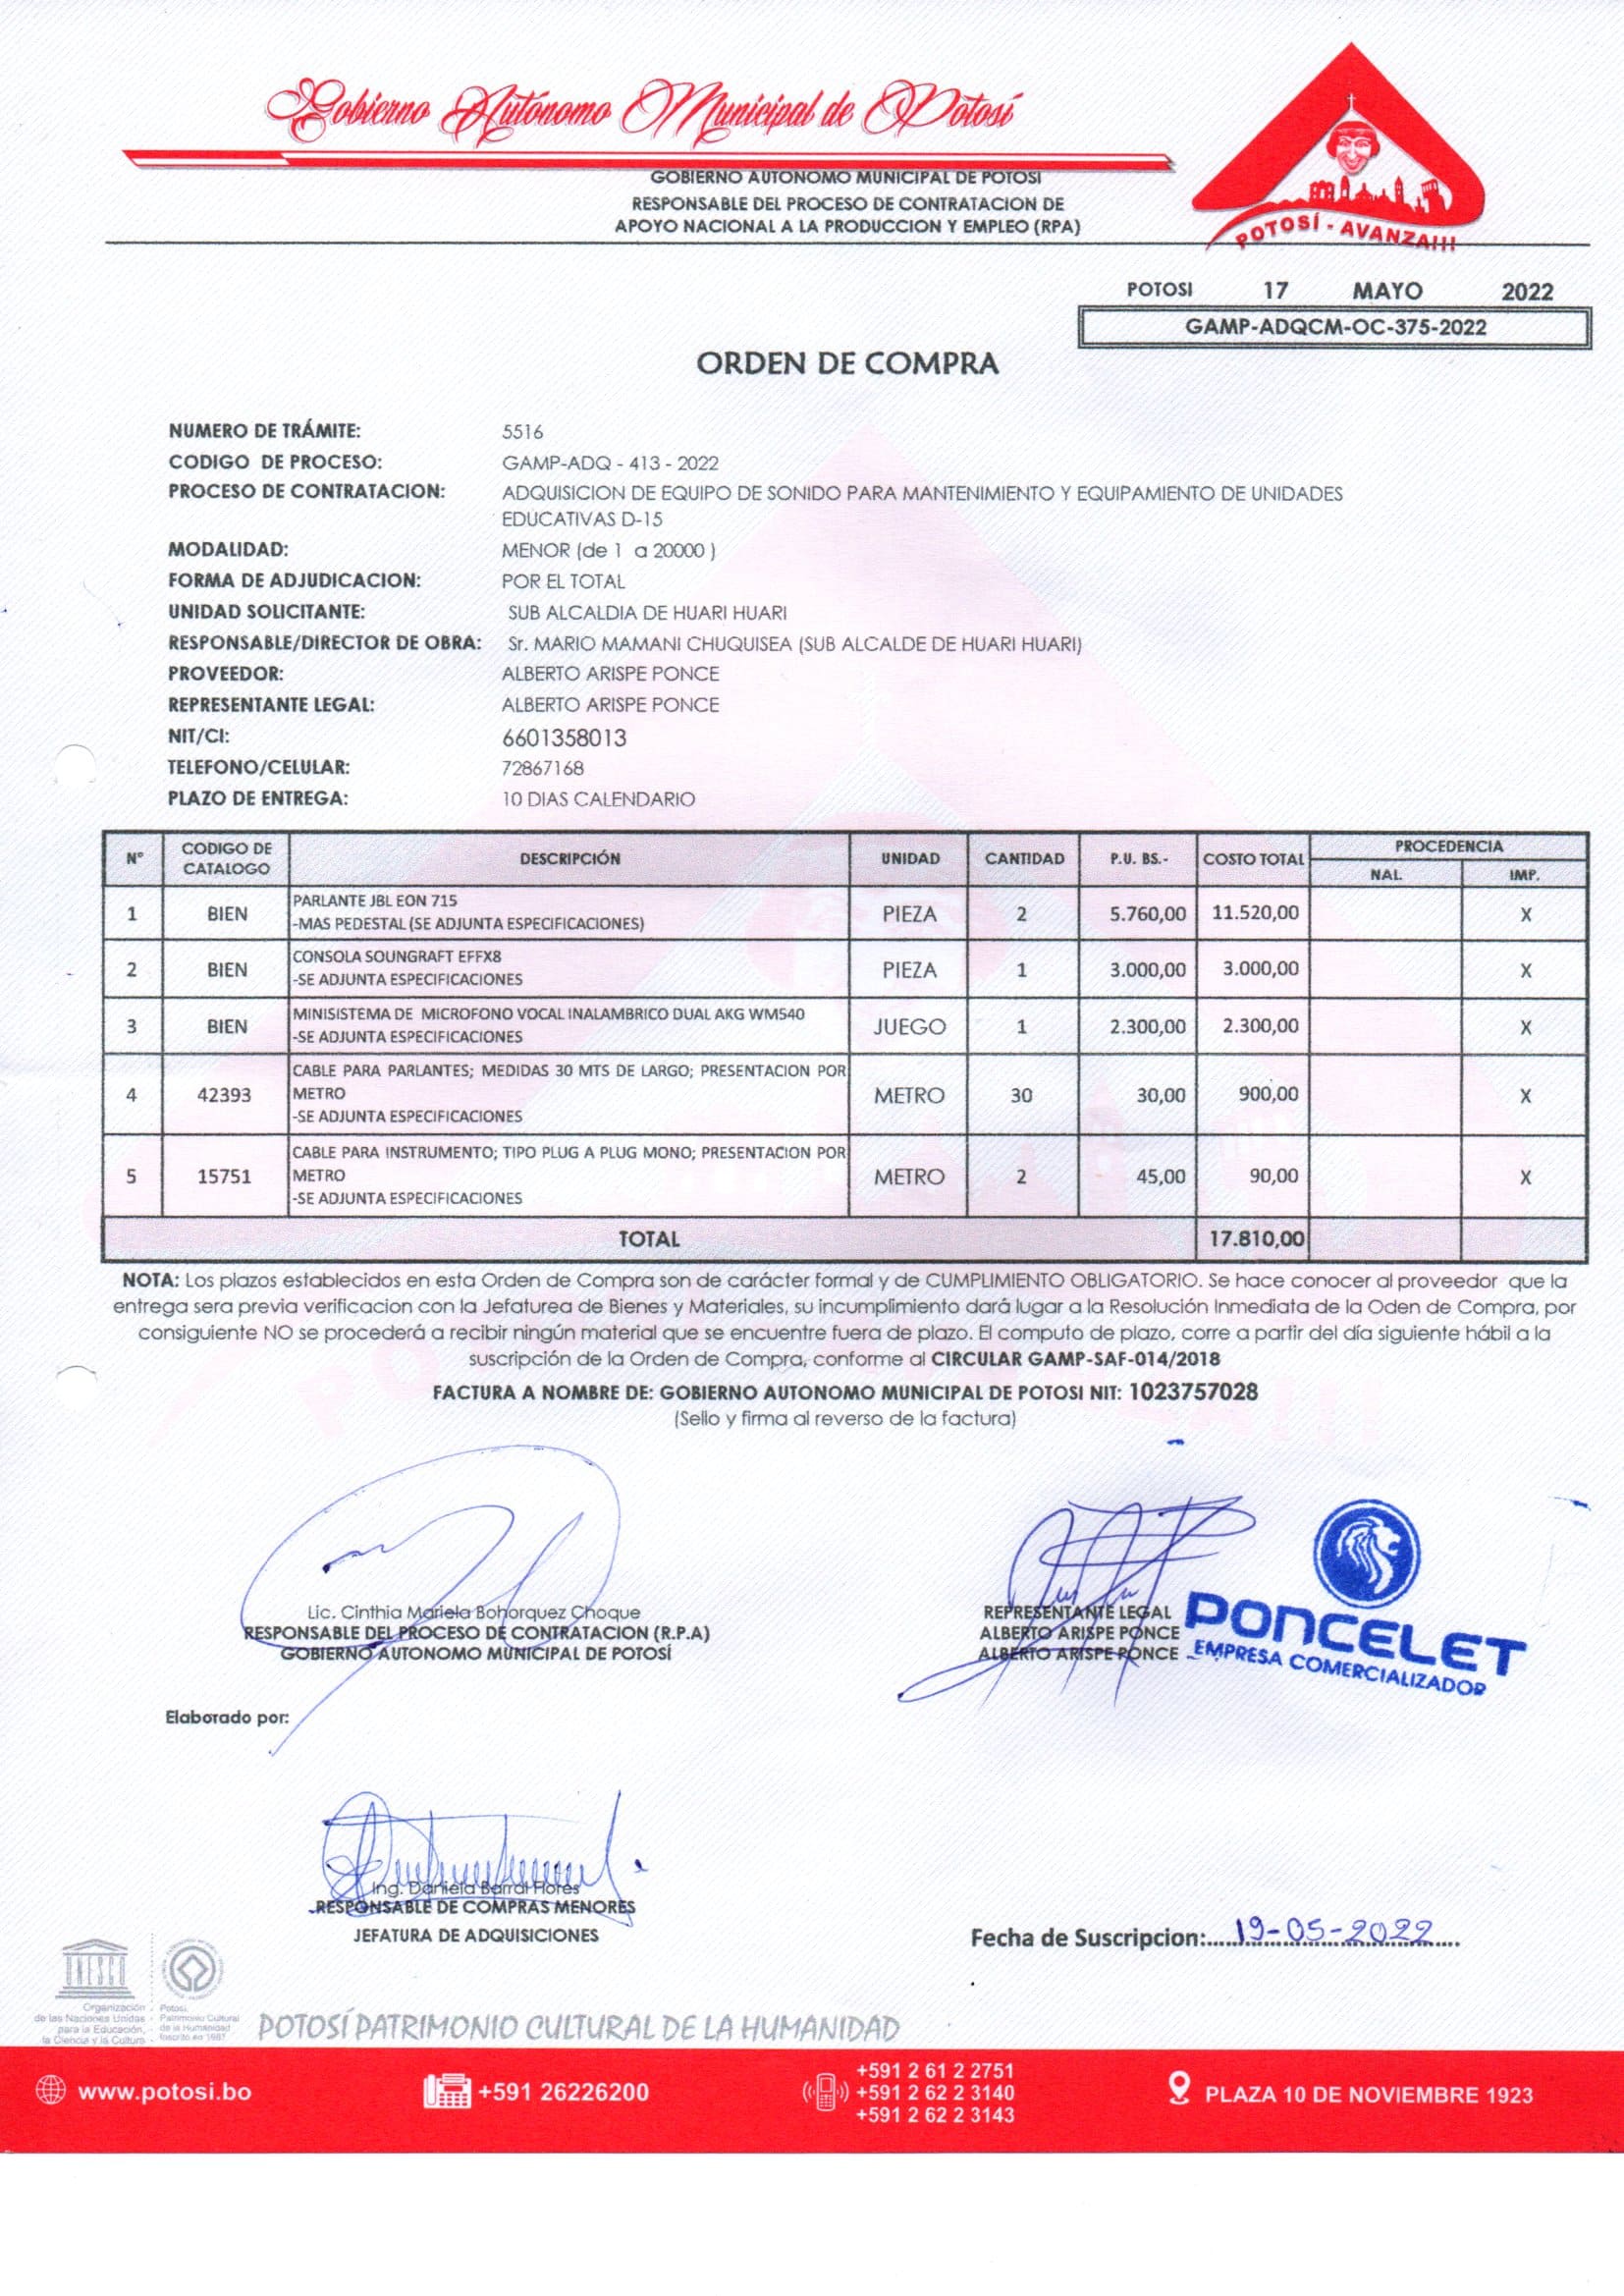 Gobierno Autónomo Municipal de Potosí
GOBIERNO AUTONOMO MUNICIPAL DE POTOSI
RESPONSABLE DEL PROCESO DE CONTRATACION DE
APOYO NACIONAL A LA PRODUCCION Y EMPLEO (RPA)
POTOSÍ - AVANZA!!!
POTOSI 17 MAYO 2022
GAMP-ADQCM-OC-375-2022
ORDEN DE COMPRA
NUMERO DE TRÁMITE: 5516
CODIGO DE PROCESO: GAMP-ADQ - 413 - 2022
PROCESO DE CONTRATACION: ADQUISICION DE EQUIPO DE SONIDO PARA MANTENIMIENTO Y EQUIPAMIENTO DE UNIDADES
EDUCATIVAS D-15
MODALIDAD: MENOR (de 1 a 20000 )
FORMA DE ADJUDICACION: POR EL TOTAL
UNIDAD SOLICITANTE: SUB ALCALDIA DE HUARI HUARI
RESPONSABLE/DIRECTOR DE OBRA: Sr. MARIO MAMANI CHUQUISEA (SUB ALCALDE DE HUARI HUARI)
PROVEEDOR: ALBERTO ARISPE PONCE
REPRESENTANTE LEGAL: ALBERTO ARISPE PONCE
NIT/CI: 6601358013
TELEFONO/CELULAR: 72867168
PLAZO DE ENTREGA: 10 DIAS CALENDARIO
N° CODIGO DE CATALOGO DESCRIPCIÓN UNIDAD CANTIDAD P.U. BS.- COSTO TOTAL PROCEDENCIA
NAL. IMP.
1 BIEN PARLANTE JBL EON 715 PIEZA 2 5.760,00 11.520,00 X
-MAS PEDESTAL (SE ADJUNTA ESPECIFICACIONES)
2 BIEN CONSOLA SOUNGRAFT EFFX8 PIEZA 1 3.000,00 3.000,00 X
-SE ADJUNTA ESPECIFICACIONES
3 BIEN MINISISTEMA DE MICROFONO VOCAL INALAMBRICO DUAL AKG WMS40 JUEGO 1 2.300,00 2.300,00 X
-SE ADJUNTA ESPECIFICACIONES
4 42393 CABLE PARA PARLANTES; MEDIDAS 30 MTS DE LARGO; PRESENTACION POR METRO 30 30,00 900,00 X
METRO
-SE ADJUNTA ESPECIFICACIONES
5 15751 CABLE PARA INSTRUMENTO; TIPO PLUG A PLUG MONO; PRESENTACION POR METRO 2 45,00 90,00 X
METRO
-SE ADJUNTA ESPECIFICACIONES
TOTAL 17.810,00
NOTA: Los plazos establecidos en esta Orden de Compra son de carácter formal y de CUMPLIMIENTO OBLIGATORIO. Se hace conocer al proveedor que la
entrega sera previa verificacion con la Jefaturea de Bienes y Materiales, su incumplimiento dará lugar a la Resolución Inmediata de la Oden de Compra, por
consiguiente NO se procederá a recibir ningún material que se encuentre fuera de plazo. El computo de plazo, corre a partir del día siguiente hábil a la
suscripción de la Orden de Compra, conforme al CIRCULAR GAMP-SAF-014/2018
FACTURA A NOMBRE DE: GOBIERNO AUTONOMO MUNICIPAL DE POTOSI NIT: 1023757028
(Sello y firma al reverso de la factura)
Lic. Cinthia Mariela Bohorquez Choque
RESPONSABLE DEL PROCESO DE CONTRATACION (R.P.A)
GOBIERNO AUTONOMO MUNICIPAL DE POTOSÍ
REPRESENTANTE LEGAL
ALBERTO ARISPE PONCE
ALBERTO ARISPE PONCE
PONCELET
EMPRESA COMERCIALIZADOR
Elaborado por:
Ing. Daniela Barral Flores
RESPONSABLE DE COMPRAS MENORES
JEFATURA DE ADQUISICIONES
Fecha de Suscripcion:.....19-05-2022....
UNESCO
Organización
de las Naciones Unidas
para la Educación,
la Ciencia y la Cultura
Potosí,
Patrimonio Cultural
de la Humanidad
Inscrito en 1987
POTOSÍ PATRIMONIO CULTURAL DE LA HUMANIDAD
www.potosi.bo
+591 26226200
+591 2 61 2 2751
+591 2 62 2 3140
+591 2 62 2 3143
PLAZA 10 DE NOVIEMBRE 1923